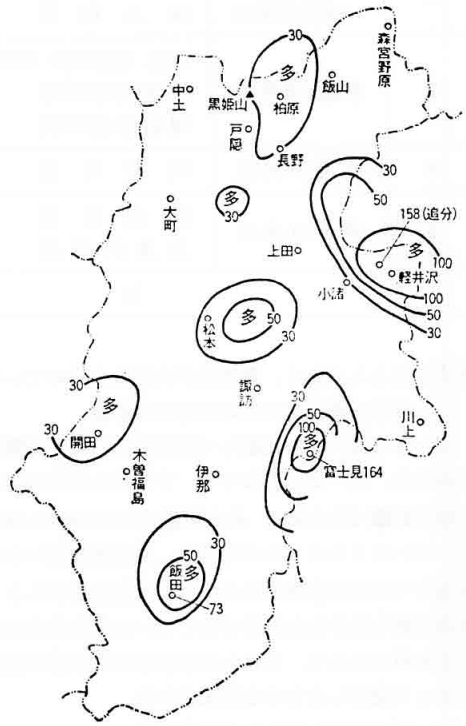 森宮野原
30
多
飯山
中土
黒姫山
柏原
戸隠
長野
30
50
大町
多
30
158(追分)
多
上田
100
軽井沢
小諸
100
50
30
50
多
松本
30
諏訪
30
30
50
100
多
川上
30
多
開田
富士見164
木曽福島
伊那
30
50
多
飯田
73